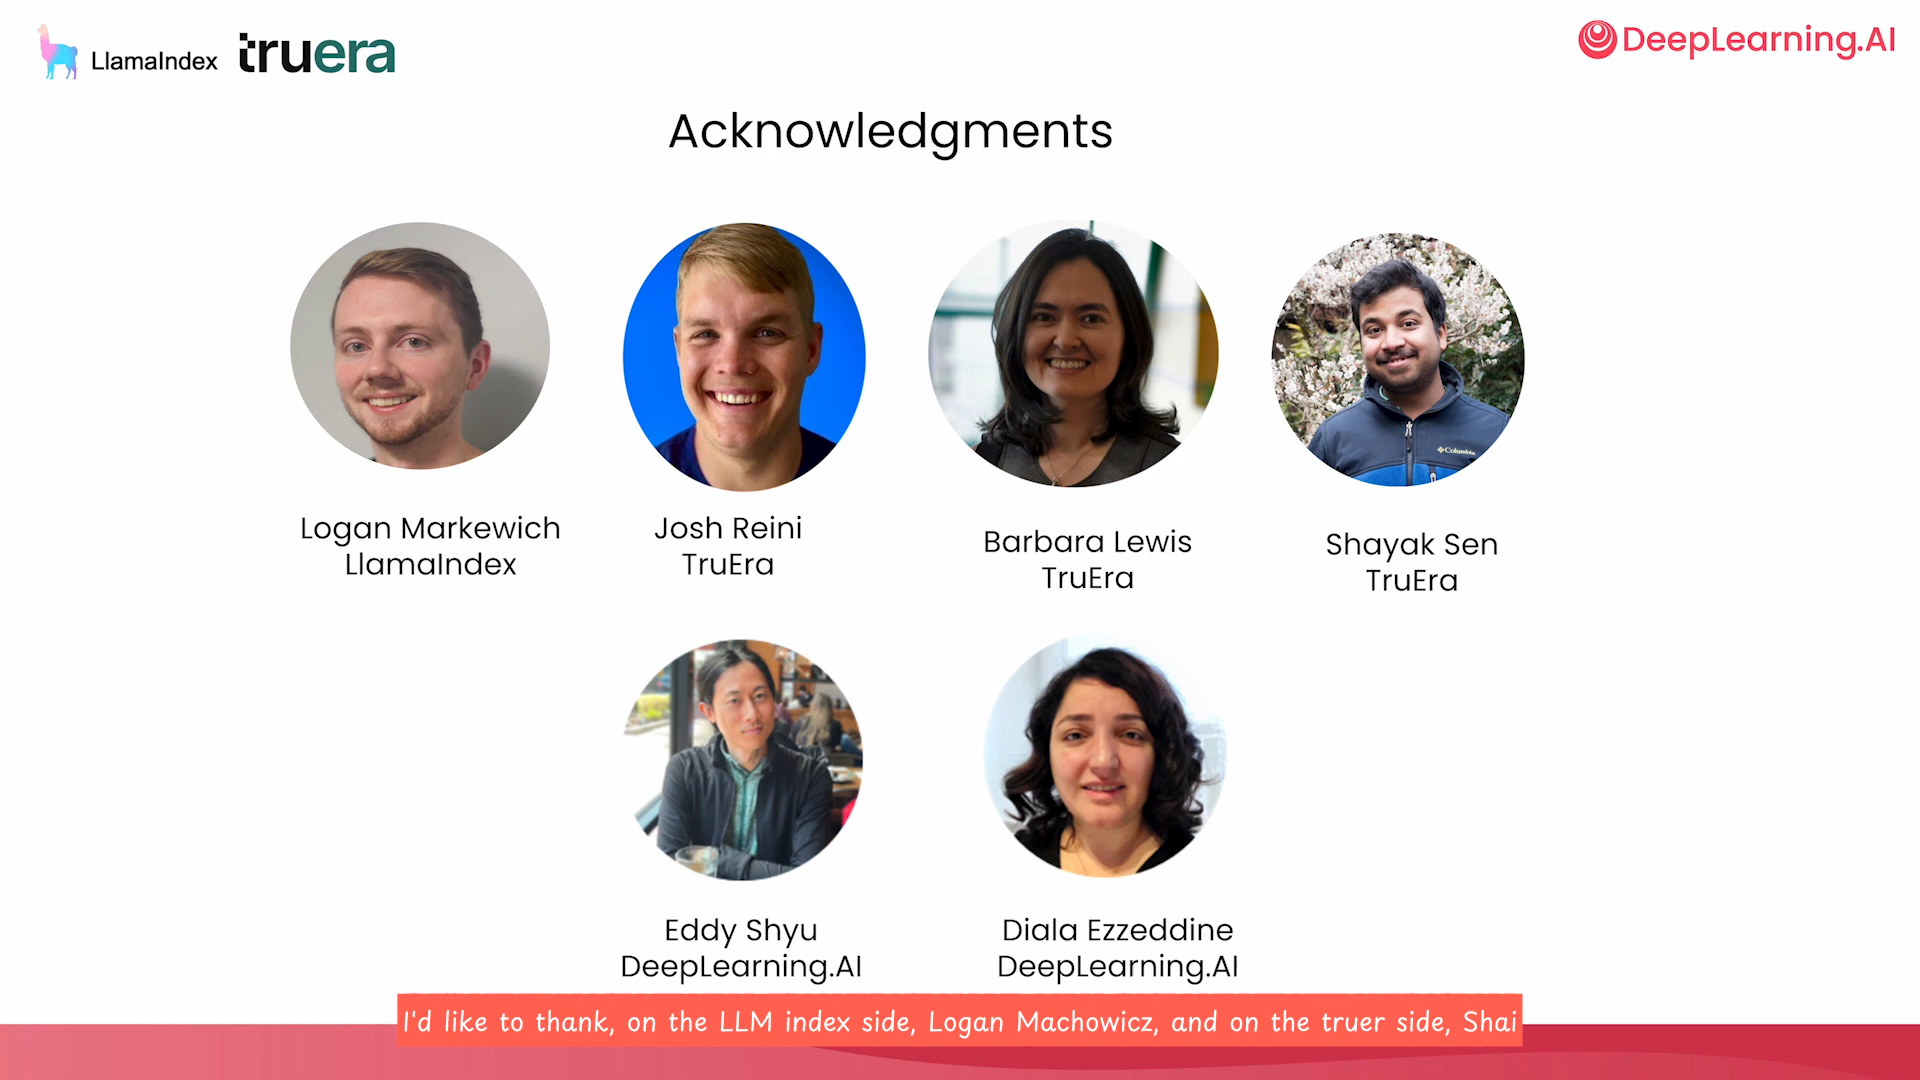 LlamaIndex truera
DeepLearning.AI
Acknowledgments
Columbia
Logan Markewich
LlamaIndex
Josh Reini
TruEra
Barbara Lewis
TruEra
Shayak Sen
TruEra
Eddy Shyu
DeepLearning.AI
Diala Ezzeddine
DeepLearning.AI
I'd like to thank, on the LLM index side, Logan Machowicz, and on the truer side, Shai